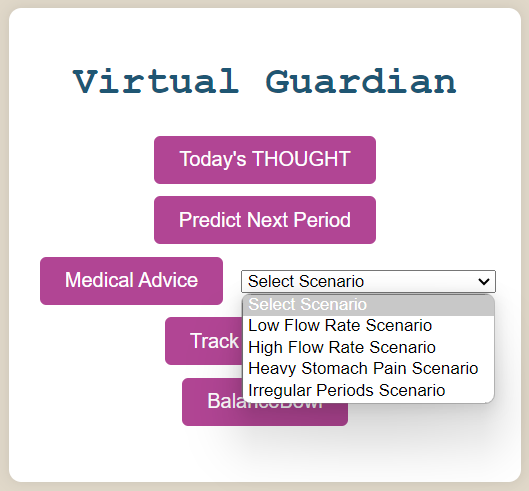 Virtual Guardian
Today's THOUGHT
Predict Next Period
Medical Advice
Select Scenario
Select Scenario
Low Flow Rate Scenario
High Flow Rate Scenario
Heavy Stomach Pain Scenario
Irregular Periods Scenario
Track
BalanceBowl